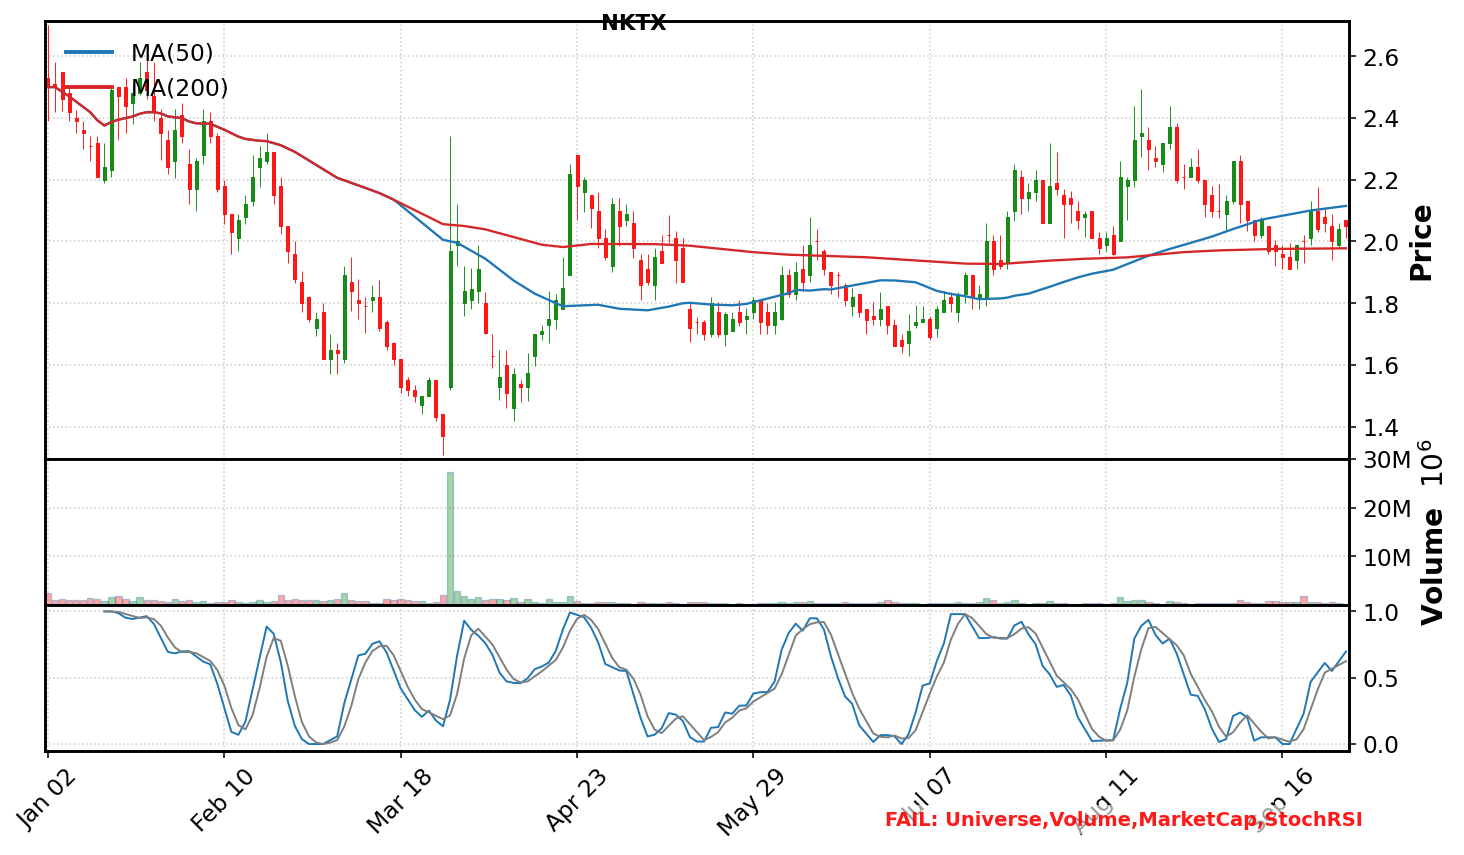 NKTX
MA(50)
MA(200)
2.6
2.4
2.2
2.0
1.8
1.6
1.4
Price
30M
20M
10M
Volume 10⁶
1.0
0.5
0.0
Jan 02
Feb 10
Mar 18
Apr 23
May 29
Jul 07
Aug 11
Sep 16
FAIL: Universe,Volume,MarketCap,StochRSI